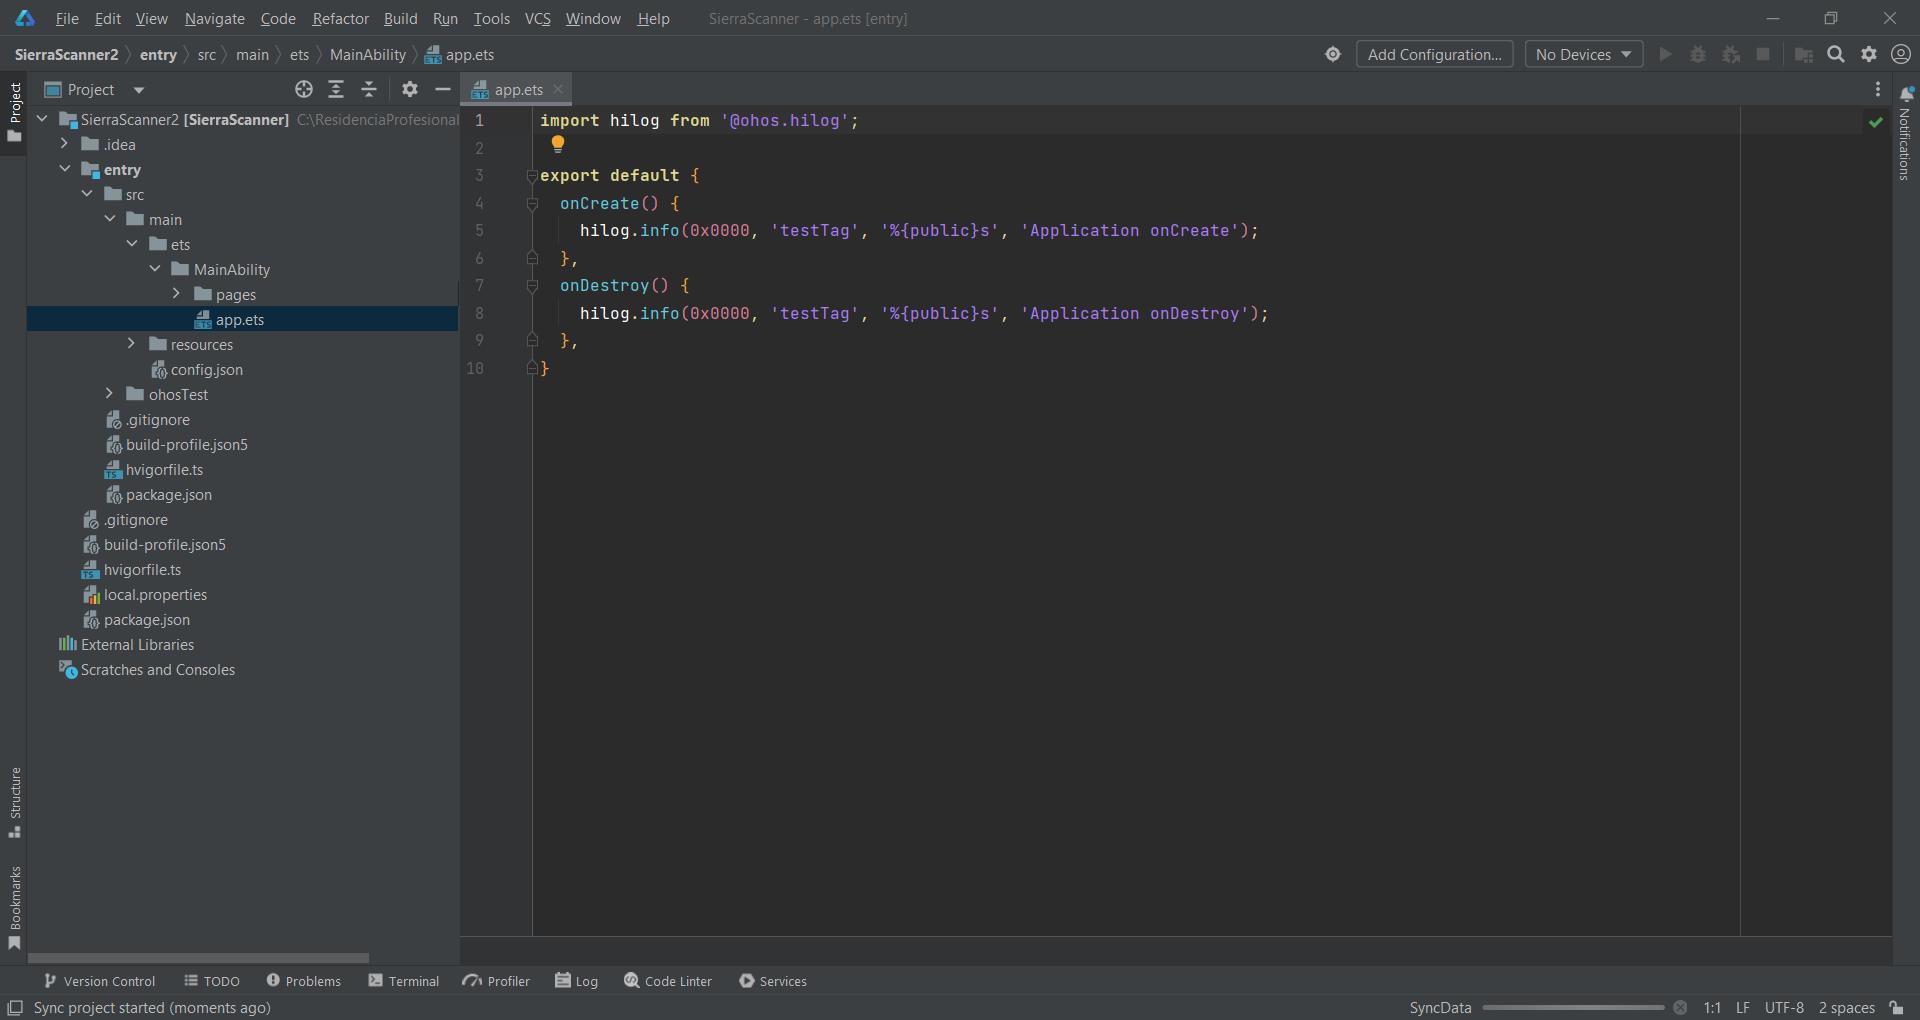 File Edit View Navigate Code Refactor Build Run Tools VCS Window Help SierraScanner - app.ets [entry]
SierraScanner2 entry src main ets MainAbility app.ets Add Configuration... No Devices
Project app.ets
Project
SierraScanner2 [SierraScanner] C:\ResidenciaProfesional
.idea
entry
src
main
ets
MainAbility
pages
app.ets
resources
config.json
ohosTest
.gitignore
build-profile.json5
hvigorfile.ts
package.json
.gitignore
build-profile.json5
hvigorfile.ts
local.properties
package.json
External Libraries
Scratches and Consoles
Structure
Bookmarks
1 import hilog from '@ohos.hilog';
2
3 export default {
4 onCreate() {
5 hilog.info(0x0000, 'testTag', '%{public}s', 'Application onCreate');
6 },
7 onDestroy() {
8 hilog.info(0x0000, 'testTag', '%{public}s', 'Application onDestroy');
9 },
10 }
Notifications
Version Control TODO Problems Terminal Profiler Log Code Linter Services
Sync project started (moments ago) SyncData 1:1 LF UTF-8 2 spaces